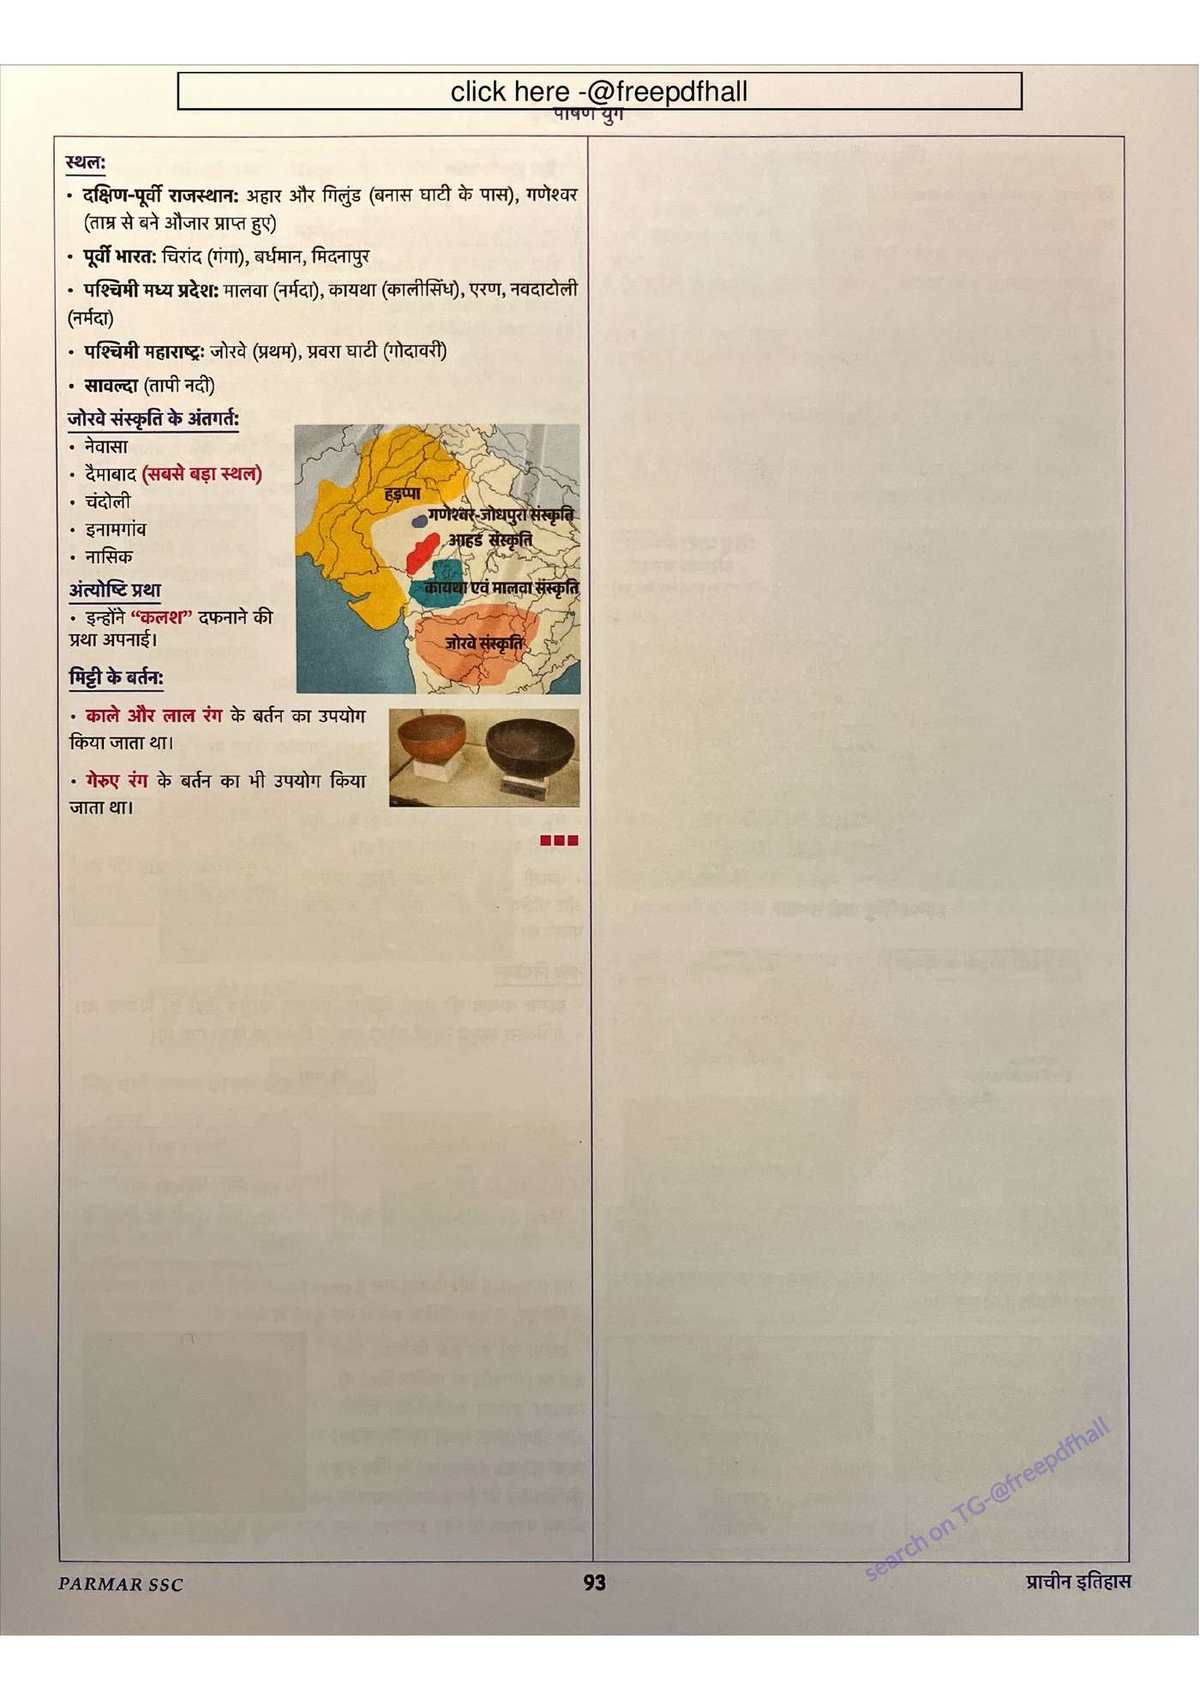 click here -@freepdfhall
पाषण युग
स्थल:
• दक्षिण-पूर्वी राजस्थान: अहार और गिलुंड (बनास घाटी के पास), गणेश्वर
(ताम्र से बने औजार प्राप्त हुए)
• पूर्वी भारत: चिरांद (गंगा), बर्धमान, मिदनापुर
• पश्चिमी मध्य प्रदेश: मालवा (नर्मदा), कायथा (कालीसिंध), एरण, नवदाटोली
(नर्मदा)
• पश्चिमी महाराष्ट्र: जोरवे (प्रथम), प्रवरा घाटी (गोदावरी)
• सावल्दा (तापी नदी)
जोरवे संस्कृति के अंतगर्त:
• नेवासा
• दैमाबाद (सबसे बड़ा स्थल)
• चंदोली
• इनामगांव
• नासिक
हड़प्पा
गणेश्वर-जोधपुरा संस्कृति
आहड संस्कृति
कायथा एवं मालवा संस्कृति
जोरवे संस्कृति
अंत्योष्टि प्रथा
• इन्होंने “कलश” दफनाने की
प्रथा अपनाई।
मिट्टी के बर्तन:
• काले और लाल रंग के बर्तन का उपयोग
किया जाता था।
• गेरुए रंग के बर्तन का भी उपयोग किया
जाता था।
search on TG-@freepdfhall
PARMAR SSC
93
प्राचीन इतिहास